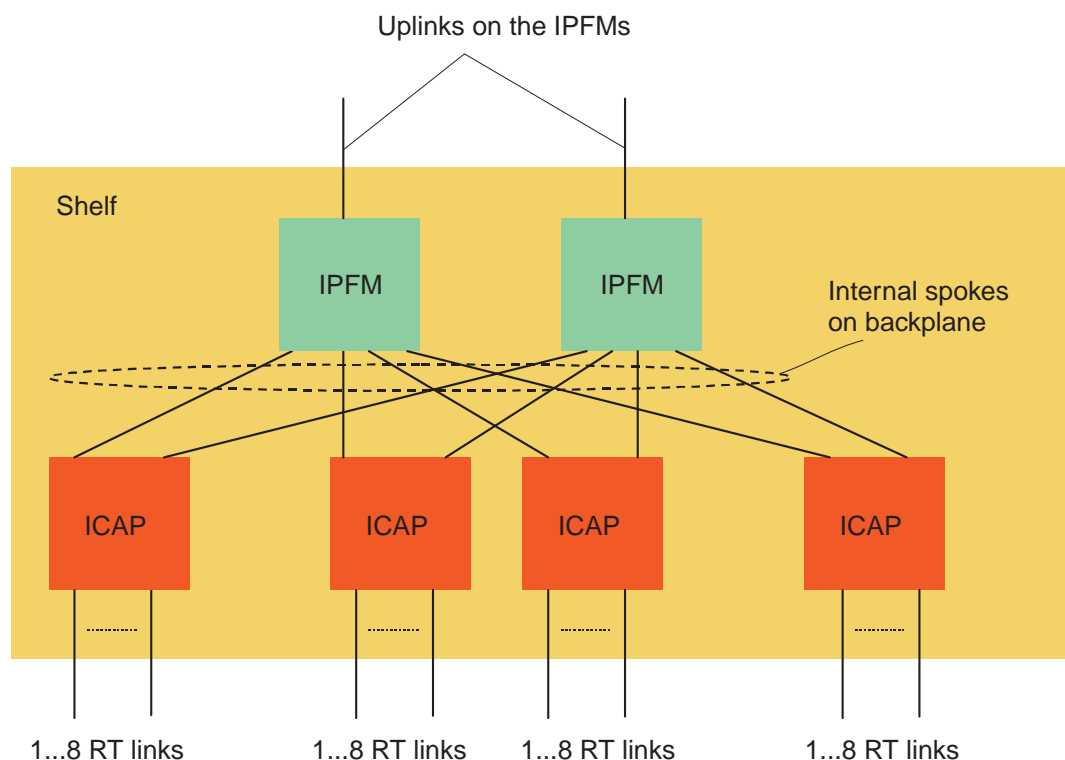 Uplinks on the IPFMs
Shelf
IPFM
IPFM
Internal spokes
on backplane
ICAP
ICAP
ICAP
ICAP
1...8 RT links
1...8 RT links
1...8 RT links
1...8 RT links